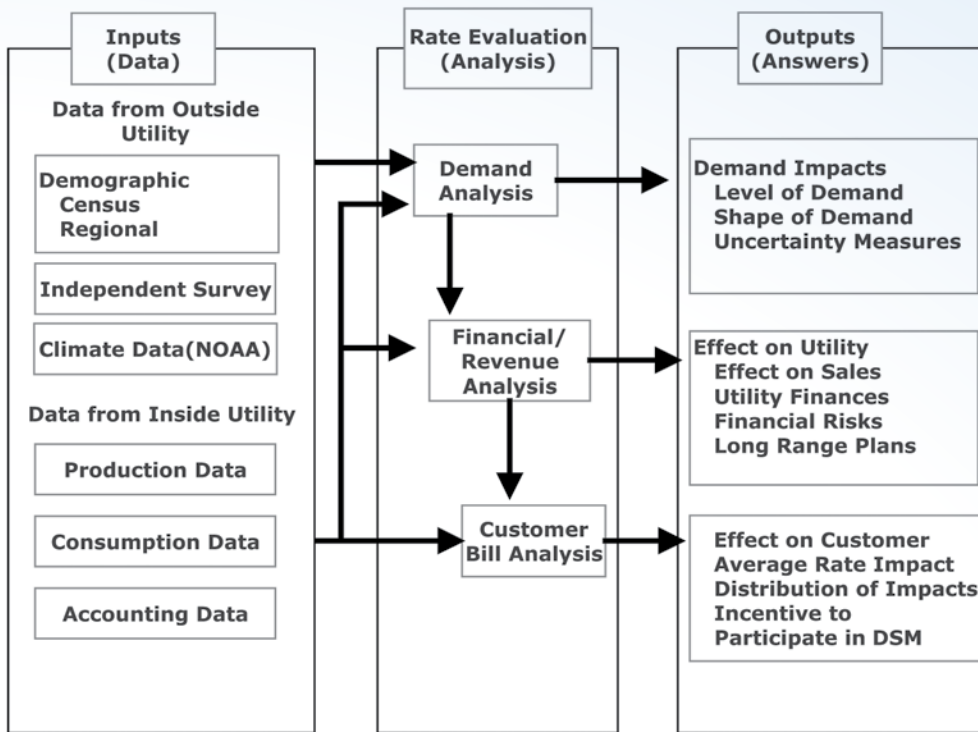 Inputs
(Data)
Data from Outside
Utility
Demographic
Census
Regional
Independent Survey
Climate Data(NOAA)
Data from Inside Utility
Production Data
Consumption Data
Accounting Data
Rate Evaluation
(Analysis)
Demand
Analysis
Financial/
Revenue
Analysis
Customer
Bill Analysis
Outputs
(Answers)
Demand Impacts
Level of Demand
Shape of Demand
Uncertainty Measures
Effect on Utility
Effect on Sales
Utility Finances
Financial Risks
Long Range Plans
Effect on Customer
Average Rate Impact
Distribution of Impacts
Incentive to
Participate in DSM